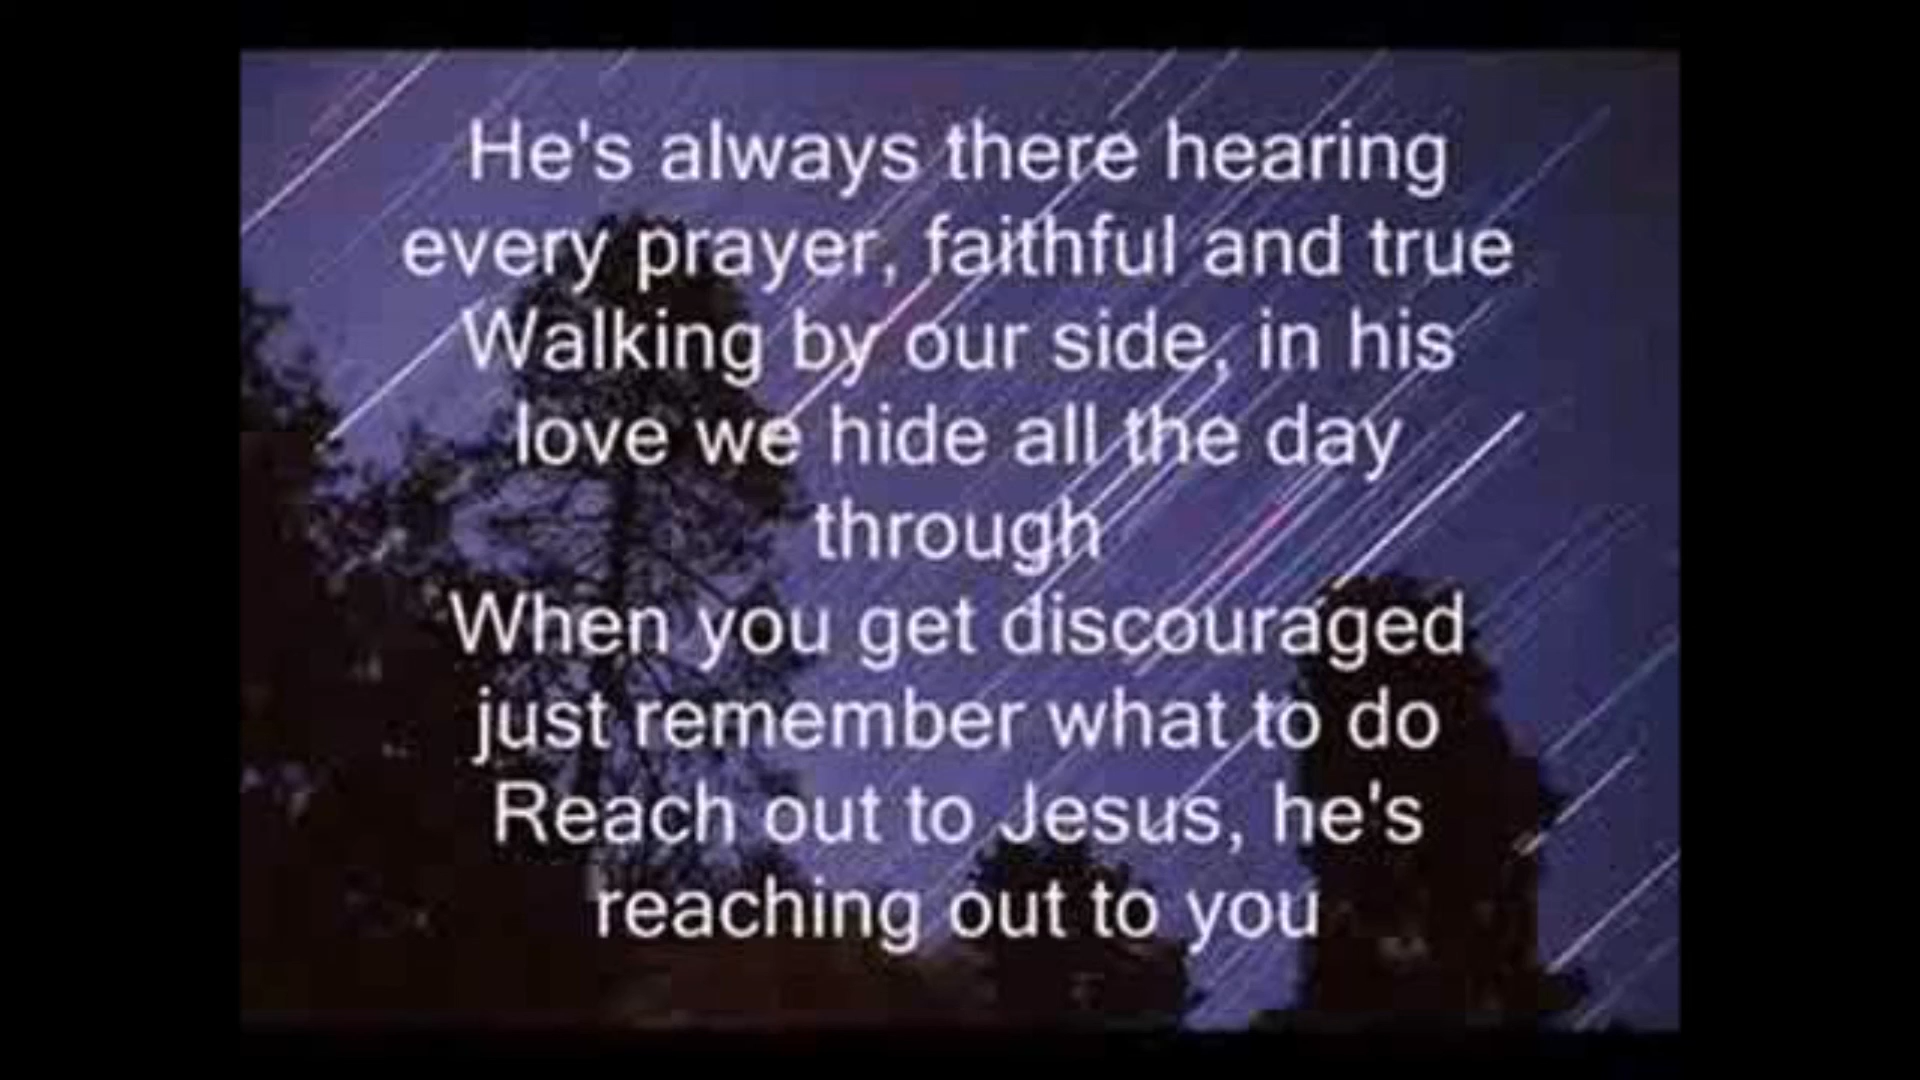 He's always there hearing
every prayer, faithful and true
Walking by our side, in his
love we hide all the day
through
When you get discouraged
just remember what to do
Reach out to Jesus, he's
reaching out to you